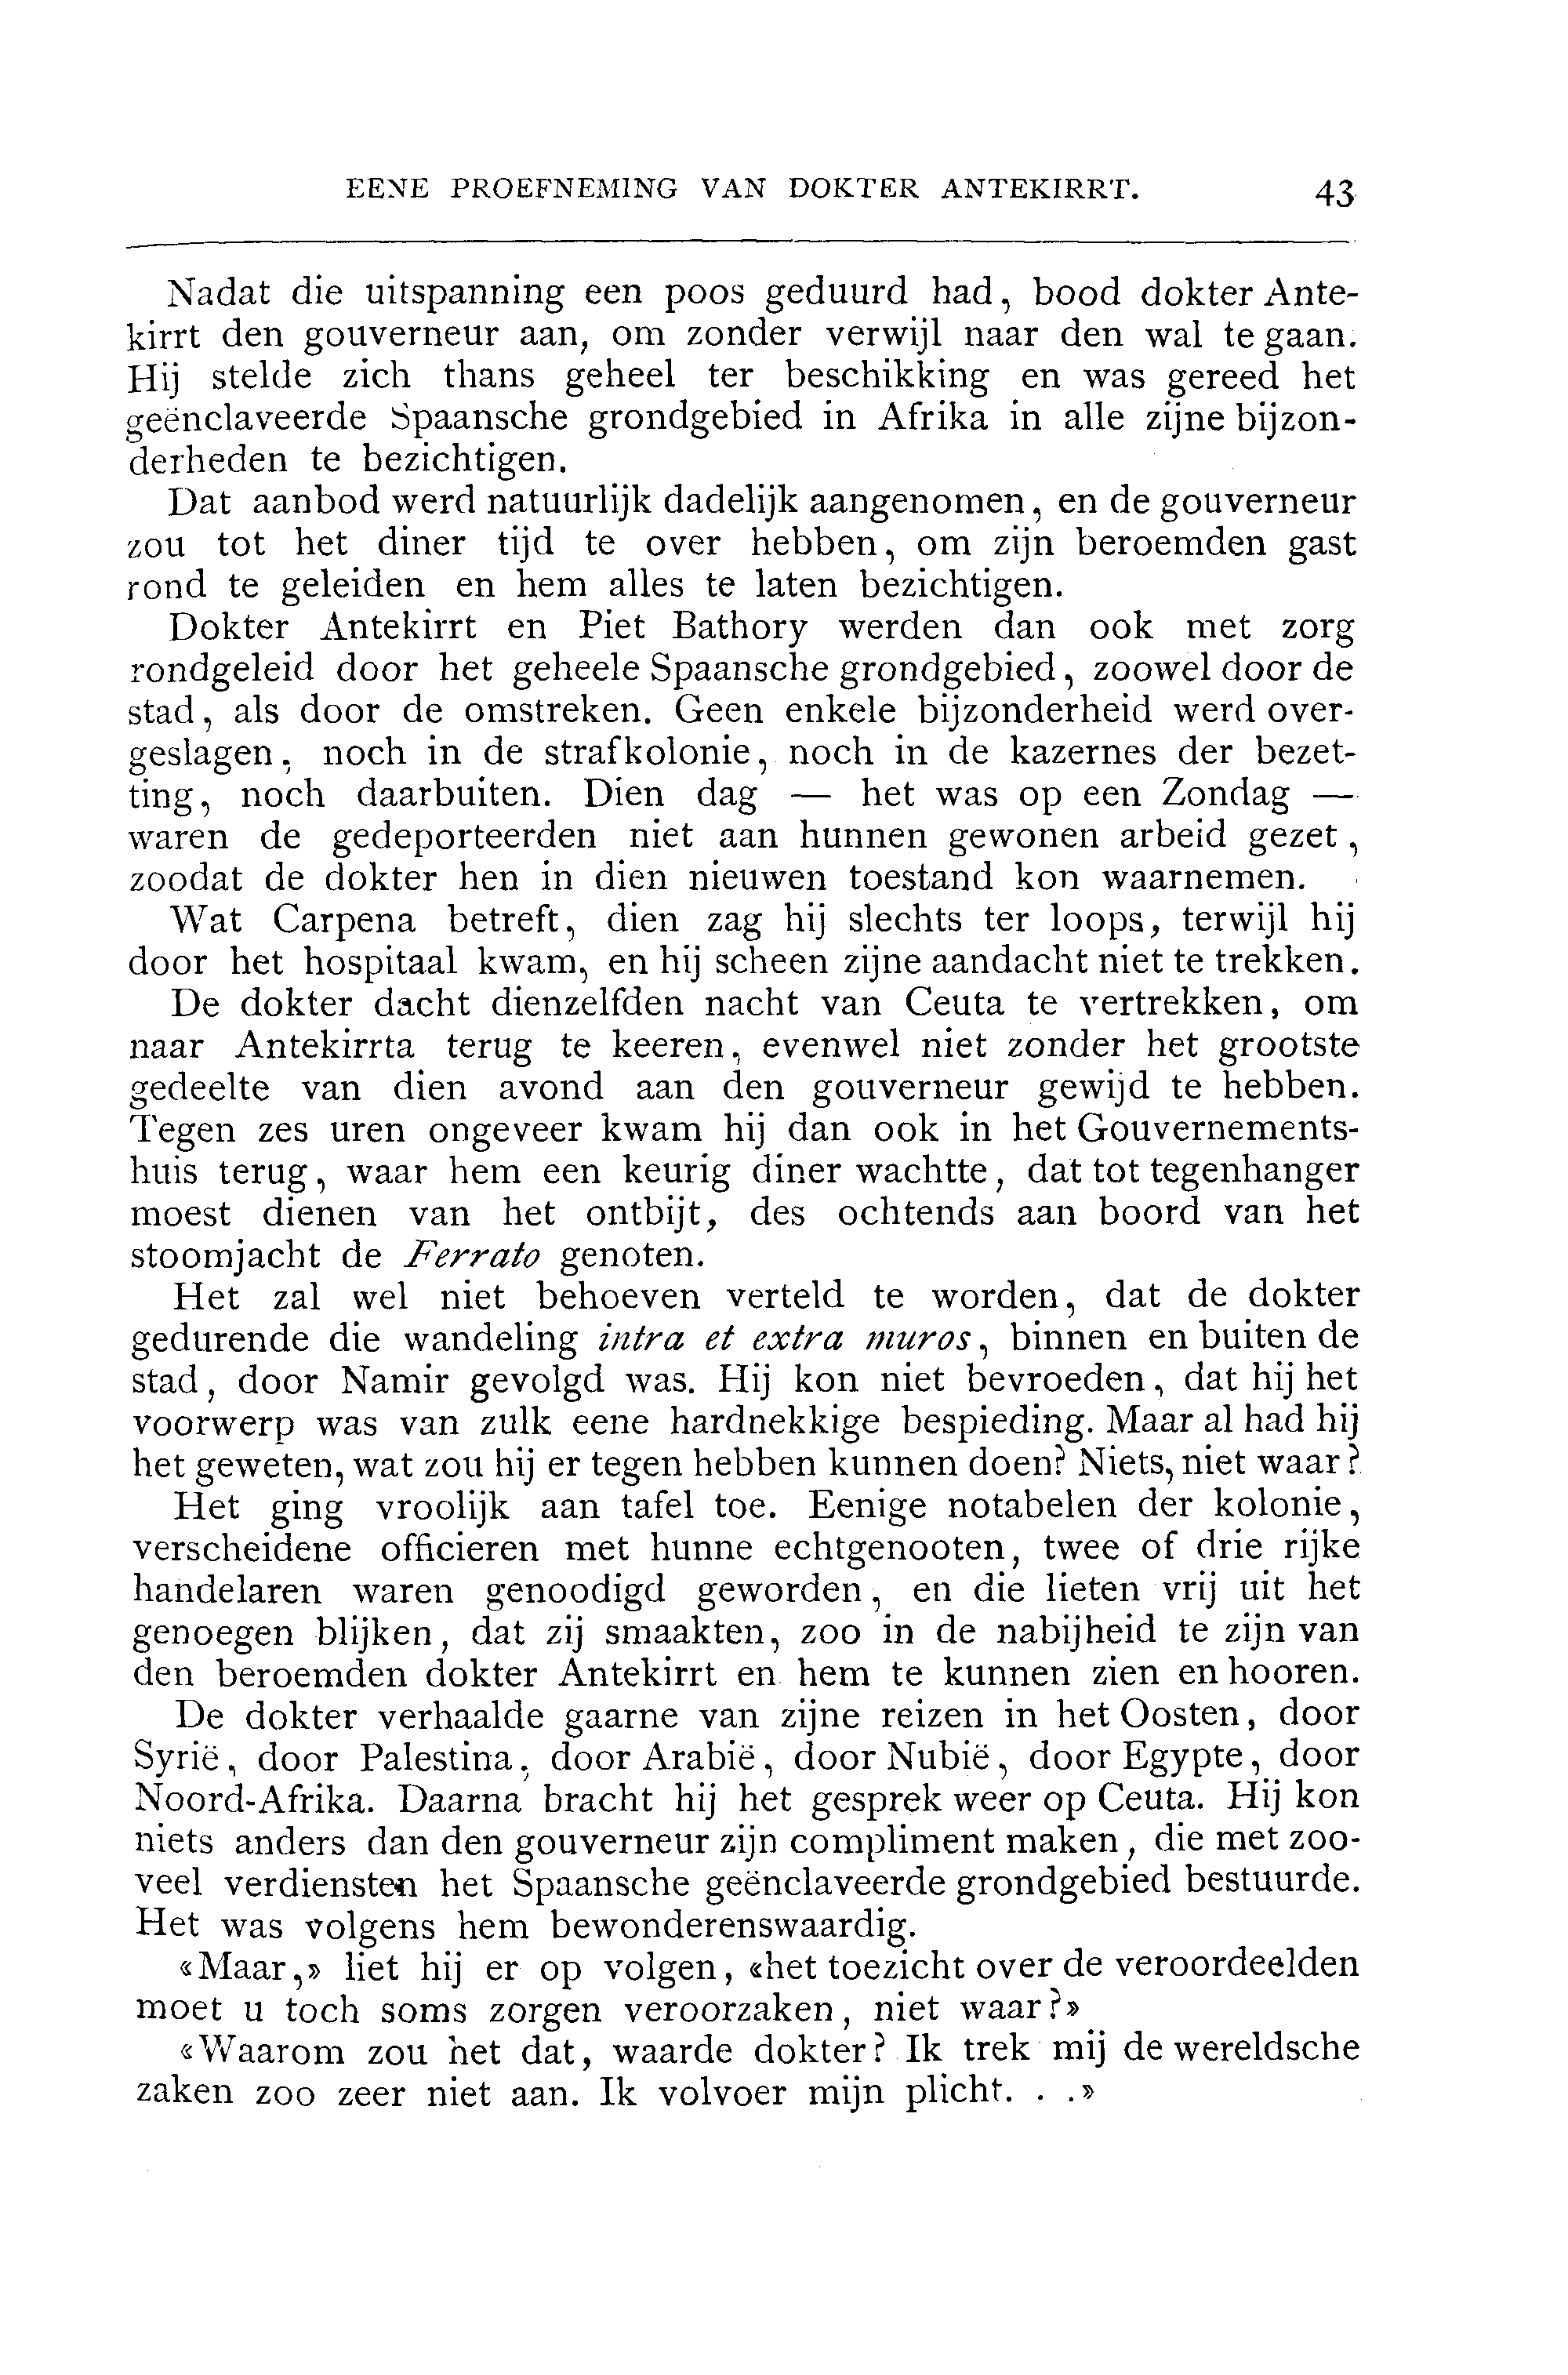 EENE PROEFNEMING VAN DOKTER ANTEKIRRT. 43
Nadat die uitspanning een poos geduurd had, bood dokter Ante-
kirrt den gouverneur aan, om zonder verwijl naar den wal te gaan.
Hij stelde zich thans geheel ter beschikking en was gereed het
geënclaveerde Spaansche grondgebied in Afrika in alle zijne bijzon-
derheden te bezichtigen.
Dat aanbod werd natuurlijk dadelijk aangenomen, en de gouverneur
zou tot het diner tijd te over hebben, om zijn beroemden gast
rond te geleiden en hem alles te laten bezichtigen.
Dokter Antekirrt en Piet Bathory werden dan ook met zorg
rondgeleid door het geheele Spaansche grondgebied, zoowel door de
stad, als door de omstreken. Geen enkele bijzonderheid werd over-
geslagen, noch in de strafkolonie, noch in de kazernes der bezet-
ting, noch daarbuiten. Dien dag — het was op een Zondag —
waren de gedeporteerden niet aan hunnen gewonen arbeid gezet,
zoodat de dokter hen in dien nieuwen toestand kon waarnemen.
Wat Carpena betreft, dien zag hij slechts ter loops, terwijl hij
door het hospitaal kwam, en hij scheen zijne aandacht niet te trekken.
De dokter dacht dienzelfden nacht van Ceuta te vertrekken, om
naar Antekirrta terug te keeren, evenwel niet zonder het grootste
gedeelte van dien avond aan den gouverneur gewijd te hebben.
Tegen zes uren ongeveer kwam hij dan ook in het Gouvernements-
huis terug, waar hem een keurig diner wachtte, dat tot tegenhanger
moest dienen van het ontbijt, des ochtends aan boord van het
stoomjacht de Ferrato genoten.
Het zal wel niet behoeven verteld te worden, dat de dokter
gedurende die wandeling intra et extra muros, binnen en buiten de
stad, door Namir gevolgd was. Hij kon niet bevroeden, dat hij het
voorwerp was van zulk eene hardnekkige bespieding. Maar al had hij
het geweten, wat zou hij er tegen hebben kunnen doen? Niets, niet waar?
Het ging vroolijk aan tafel toe. Eenige notabelen der kolonie,
verscheidene officieren met hunne echtgenooten, twee of drie rijke
handelaren waren genoodigd geworden, en die lieten vrij uit het
genoegen blijken, dat zij smaakten, zoo in de nabijheid te zijn van
den beroemden dokter Antekirrt en hem te kunnen zien en hooren.
De dokter verhaalde gaarne van zijne reizen in het Oosten, door
Syrië, door Palestina, door Arabië, door Nubië, door Egypte, door
Noord-Afrika. Daarna bracht hij het gesprek weer op Ceuta. Hij kon
niets anders dan den gouverneur zijn compliment maken, die met zoo-
veel verdiensten het Spaansche geënclaveerde grondgebied bestuurde.
Het was volgens hem bewonderenswaardig.
«Maar,» liet hij er op volgen, «het toezicht over de veroordeelden
moet u toch soms zorgen veroorzaken, niet waar?»
«Waarom zou het dat, waarde dokter? Ik trek mij de wereldsche
zaken zoo zeer niet aan. Ik volvoer mijn plicht. . .»